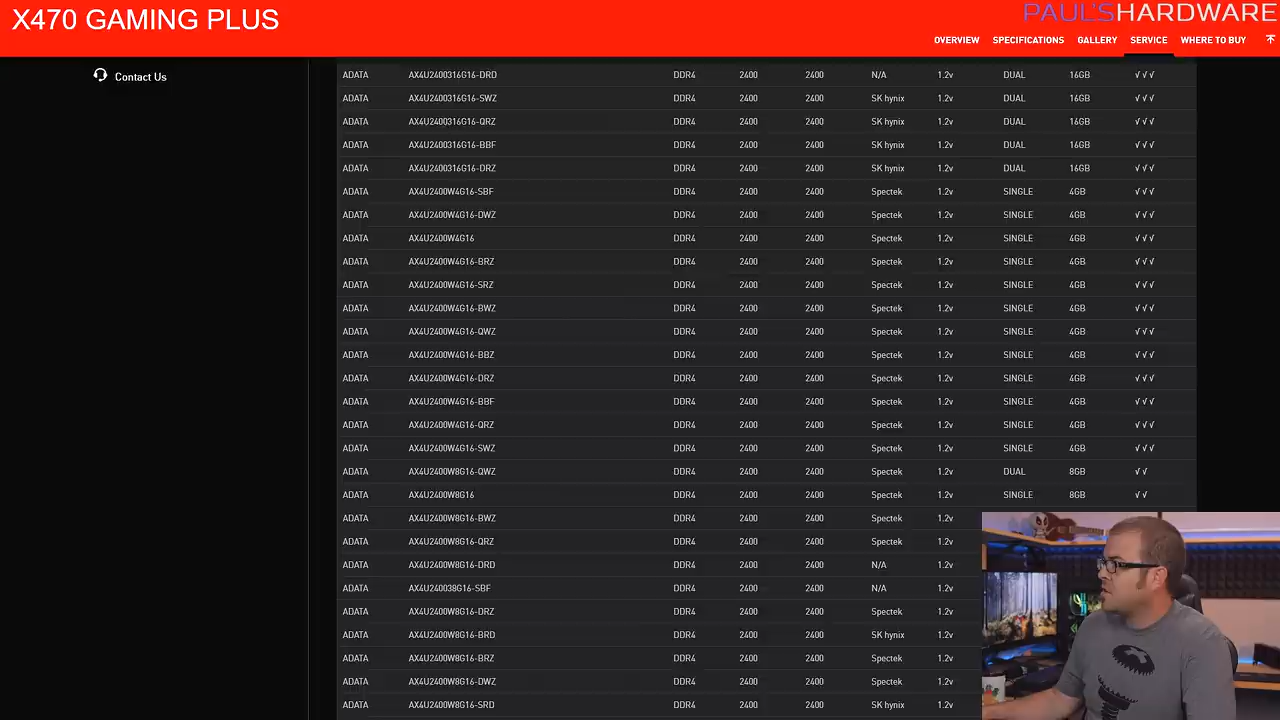 X470 GAMING PLUS
PAUL'SHARDWARE
OVERVIEW SPECIFICATIONS GALLERY SERVICE WHERE TO BUY
Contact Us
ADATA AX4U2400316G16-DRD DDR4 2400 2400 N/A 1.2v DUAL 16GB √ √ √
ADATA AX4U2400316G16-SWZ DDR4 2400 2400 SK hynix 1.2v DUAL 16GB √ √ √
ADATA AX4U2400316G16-QRZ DDR4 2400 2400 SK hynix 1.2v DUAL 16GB √ √ √
ADATA AX4U2400316G16-BBF DDR4 2400 2400 SK hynix 1.2v DUAL 16GB √ √ √
ADATA AX4U2400316G16-DRZ DDR4 2400 2400 SK hynix 1.2v DUAL 16GB √ √ √
ADATA AX4U2400W4G16-SBF DDR4 2400 2400 Spectek 1.2v SINGLE 4GB √ √ √
ADATA AX4U2400W4G16-DWZ DDR4 2400 2400 Spectek 1.2v SINGLE 4GB √ √ √
ADATA AX4U2400W4G16 DDR4 2400 2400 Spectek 1.2v SINGLE 4GB √ √ √
ADATA AX4U2400W4G16-BRZ DDR4 2400 2400 Spectek 1.2v SINGLE 4GB √ √ √
ADATA AX4U2400W4G16-SRZ DDR4 2400 2400 Spectek 1.2v SINGLE 4GB √ √ √
ADATA AX4U2400W4G16-BWZ DDR4 2400 2400 Spectek 1.2v SINGLE 4GB √ √ √
ADATA AX4U2400W4G16-QWZ DDR4 2400 2400 Spectek 1.2v SINGLE 4GB √ √ √
ADATA AX4U2400W4G16-BBZ DDR4 2400 2400 Spectek 1.2v SINGLE 4GB √ √ √
ADATA AX4U2400W4G16-DRZ DDR4 2400 2400 Spectek 1.2v SINGLE 4GB √ √ √
ADATA AX4U2400W4G16-BBF DDR4 2400 2400 Spectek 1.2v SINGLE 4GB √ √ √
ADATA AX4U2400W4G16-QRZ DDR4 2400 2400 Spectek 1.2v SINGLE 4GB √ √ √
ADATA AX4U2400W4G16-SWZ DDR4 2400 2400 Spectek 1.2v SINGLE 4GB √ √ √
ADATA AX4U2400W8G16-QWZ DDR4 2400 2400 Spectek 1.2v DUAL 8GB √ √
ADATA AX4U2400W8G16 DDR4 2400 2400 Spectek 1.2v SINGLE 8GB √ √
ADATA AX4U2400W8G16-BWZ DDR4 2400 2400 Spectek 1.2v
ADATA AX4U2400W8G16-QRZ DDR4 2400 2400 Spectek 1.2v
ADATA AX4U2400W8G16-DRD DDR4 2400 2400 N/A 1.2v
ADATA AX4U240038G16-SBF DDR4 2400 2400 N/A 1.2v
ADATA AX4U2400W8G16-DRZ DDR4 2400 2400 Spectek 1.2v
ADATA AX4U2400W8G16-BRD DDR4 2400 2400 SK hynix 1.2v
ADATA AX4U2400W8G16-BRZ DDR4 2400 2400 Spectek 1.2v
ADATA AX4U2400W8G16-DWZ DDR4 2400 2400 Spectek 1.2v
ADATA AX4U2400W8G16-SRD DDR4 2400 2400 SK hynix 1.2v